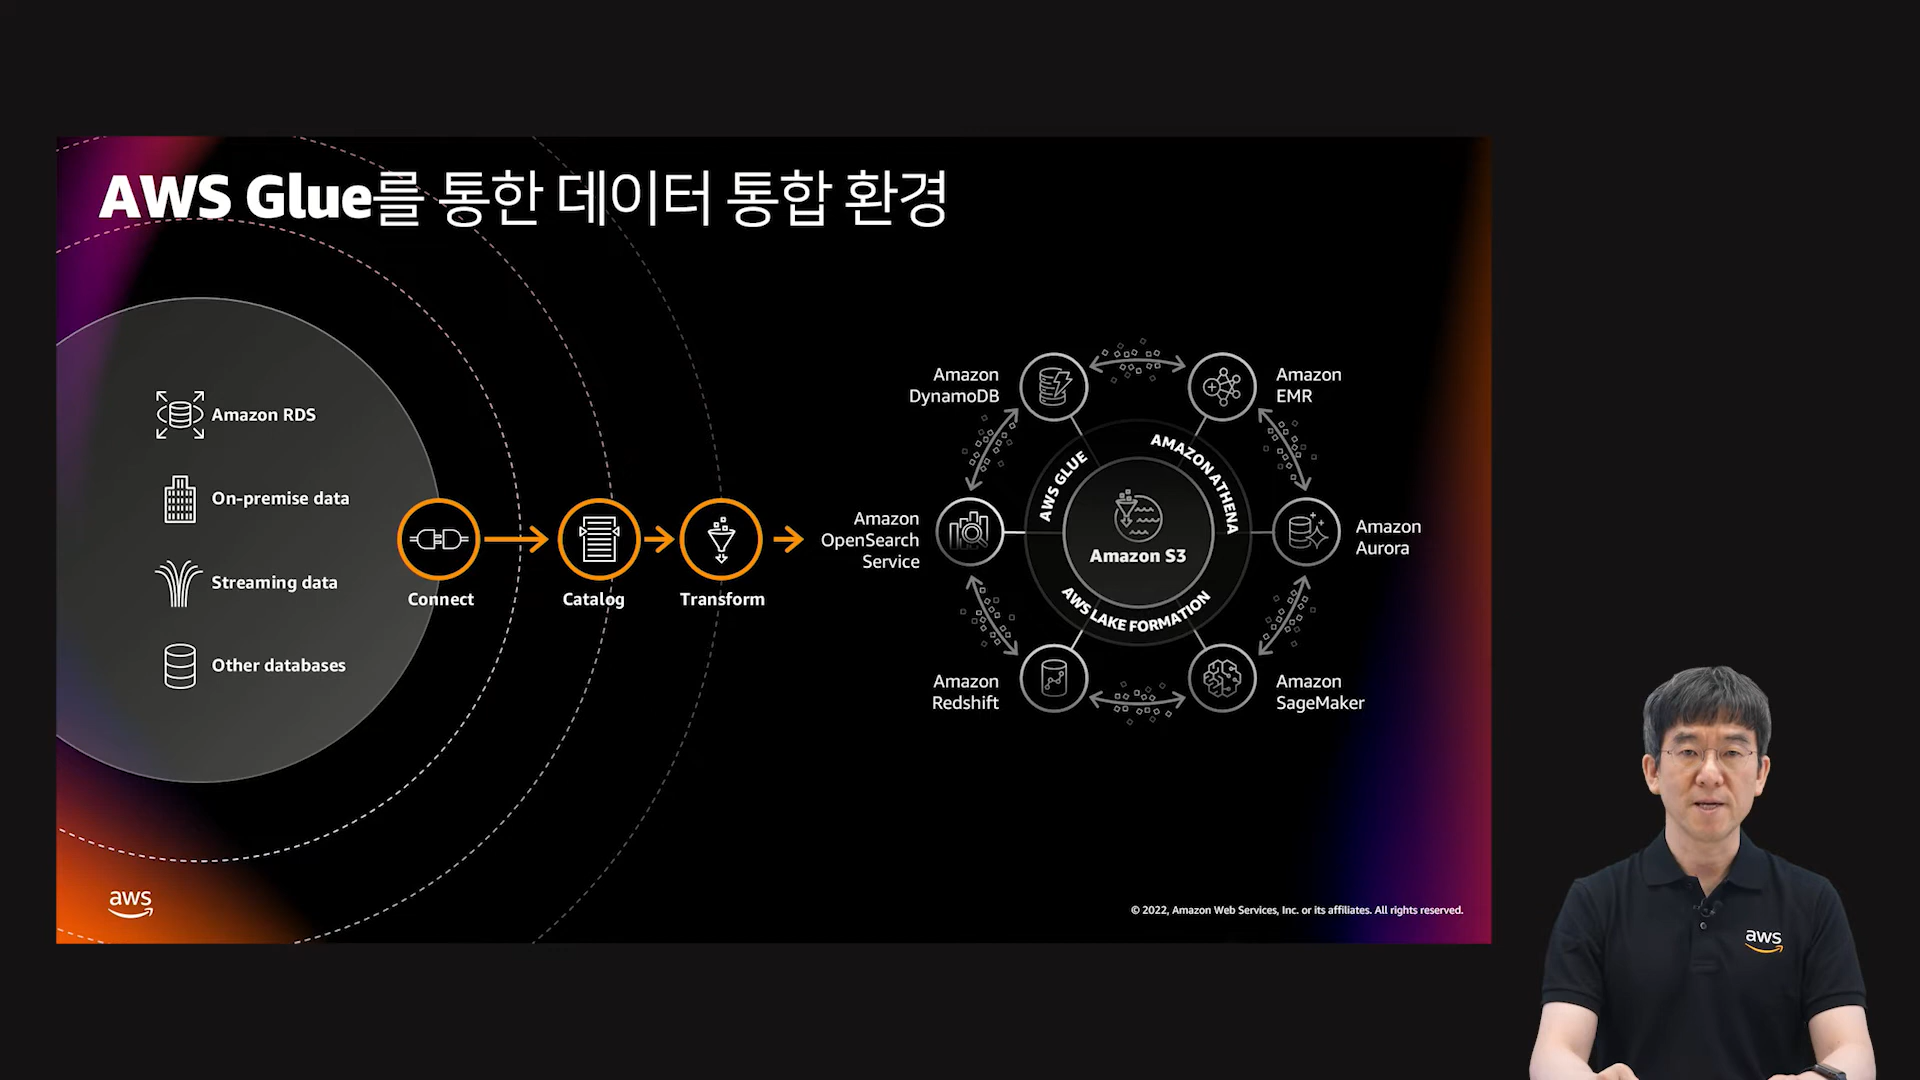 AWS Glue를 통한 데이터 통합 환경
Amazon RDS
On-premise data
Streaming data
Other databases
Connect
Catalog
Transform
Amazon
DynamoDB
Amazon
EMR
Amazon
OpenSearch
Service
Amazon
Aurora
Amazon
Redshift
Amazon
SageMaker
AWS GLUE
AMAZON ATHENA
AWS LAKE FORMATION
Amazon S3
aws
© 2022, Amazon Web Services, Inc. or its affiliates. All rights reserved.
aws